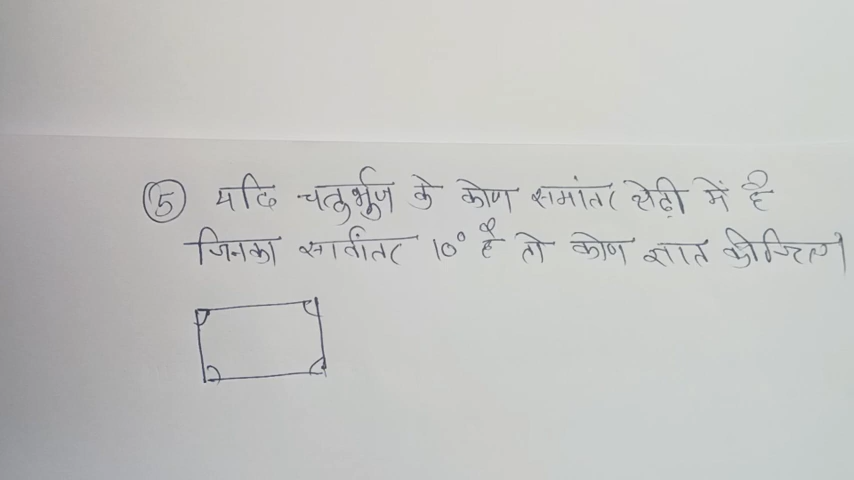 ⑤ यदि चतुर्भुज के कोण समांतर श्रेढ़ी में है
जिनका सार्वांतर 10° है तो कोण ज्ञात कीजिए।